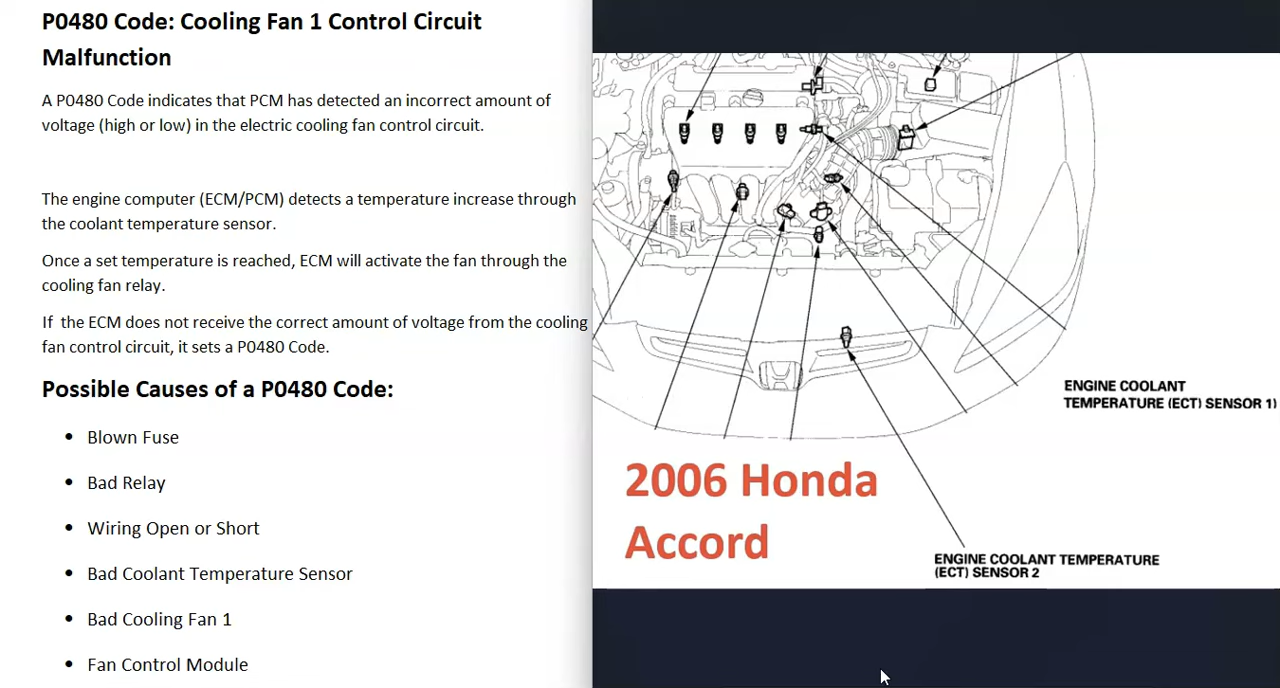 P0480 Code: Cooling Fan 1 Control Circuit
Malfunction
A P0480 Code indicates that PCM has detected an incorrect amount of
voltage (high or low) in the electric cooling fan control circuit.
The engine computer (ECM/PCM) detects a temperature increase through
the coolant temperature sensor.
Once a set temperature is reached, ECM will activate the fan through the
cooling fan relay.
If the ECM does not receive the correct amount of voltage from the cooling
fan control circuit, it sets a P0480 Code.
Possible Causes of a P0480 Code:
• Blown Fuse
• Bad Relay
• Wiring Open or Short
• Bad Coolant Temperature Sensor
• Bad Cooling Fan 1
• Fan Control Module
ENGINE COOLANT
TEMPERATURE (ECT) SENSOR 1)
2006 Honda
Accord
ENGINE COOLANT TEMPERATURE
(ECT) SENSOR 2